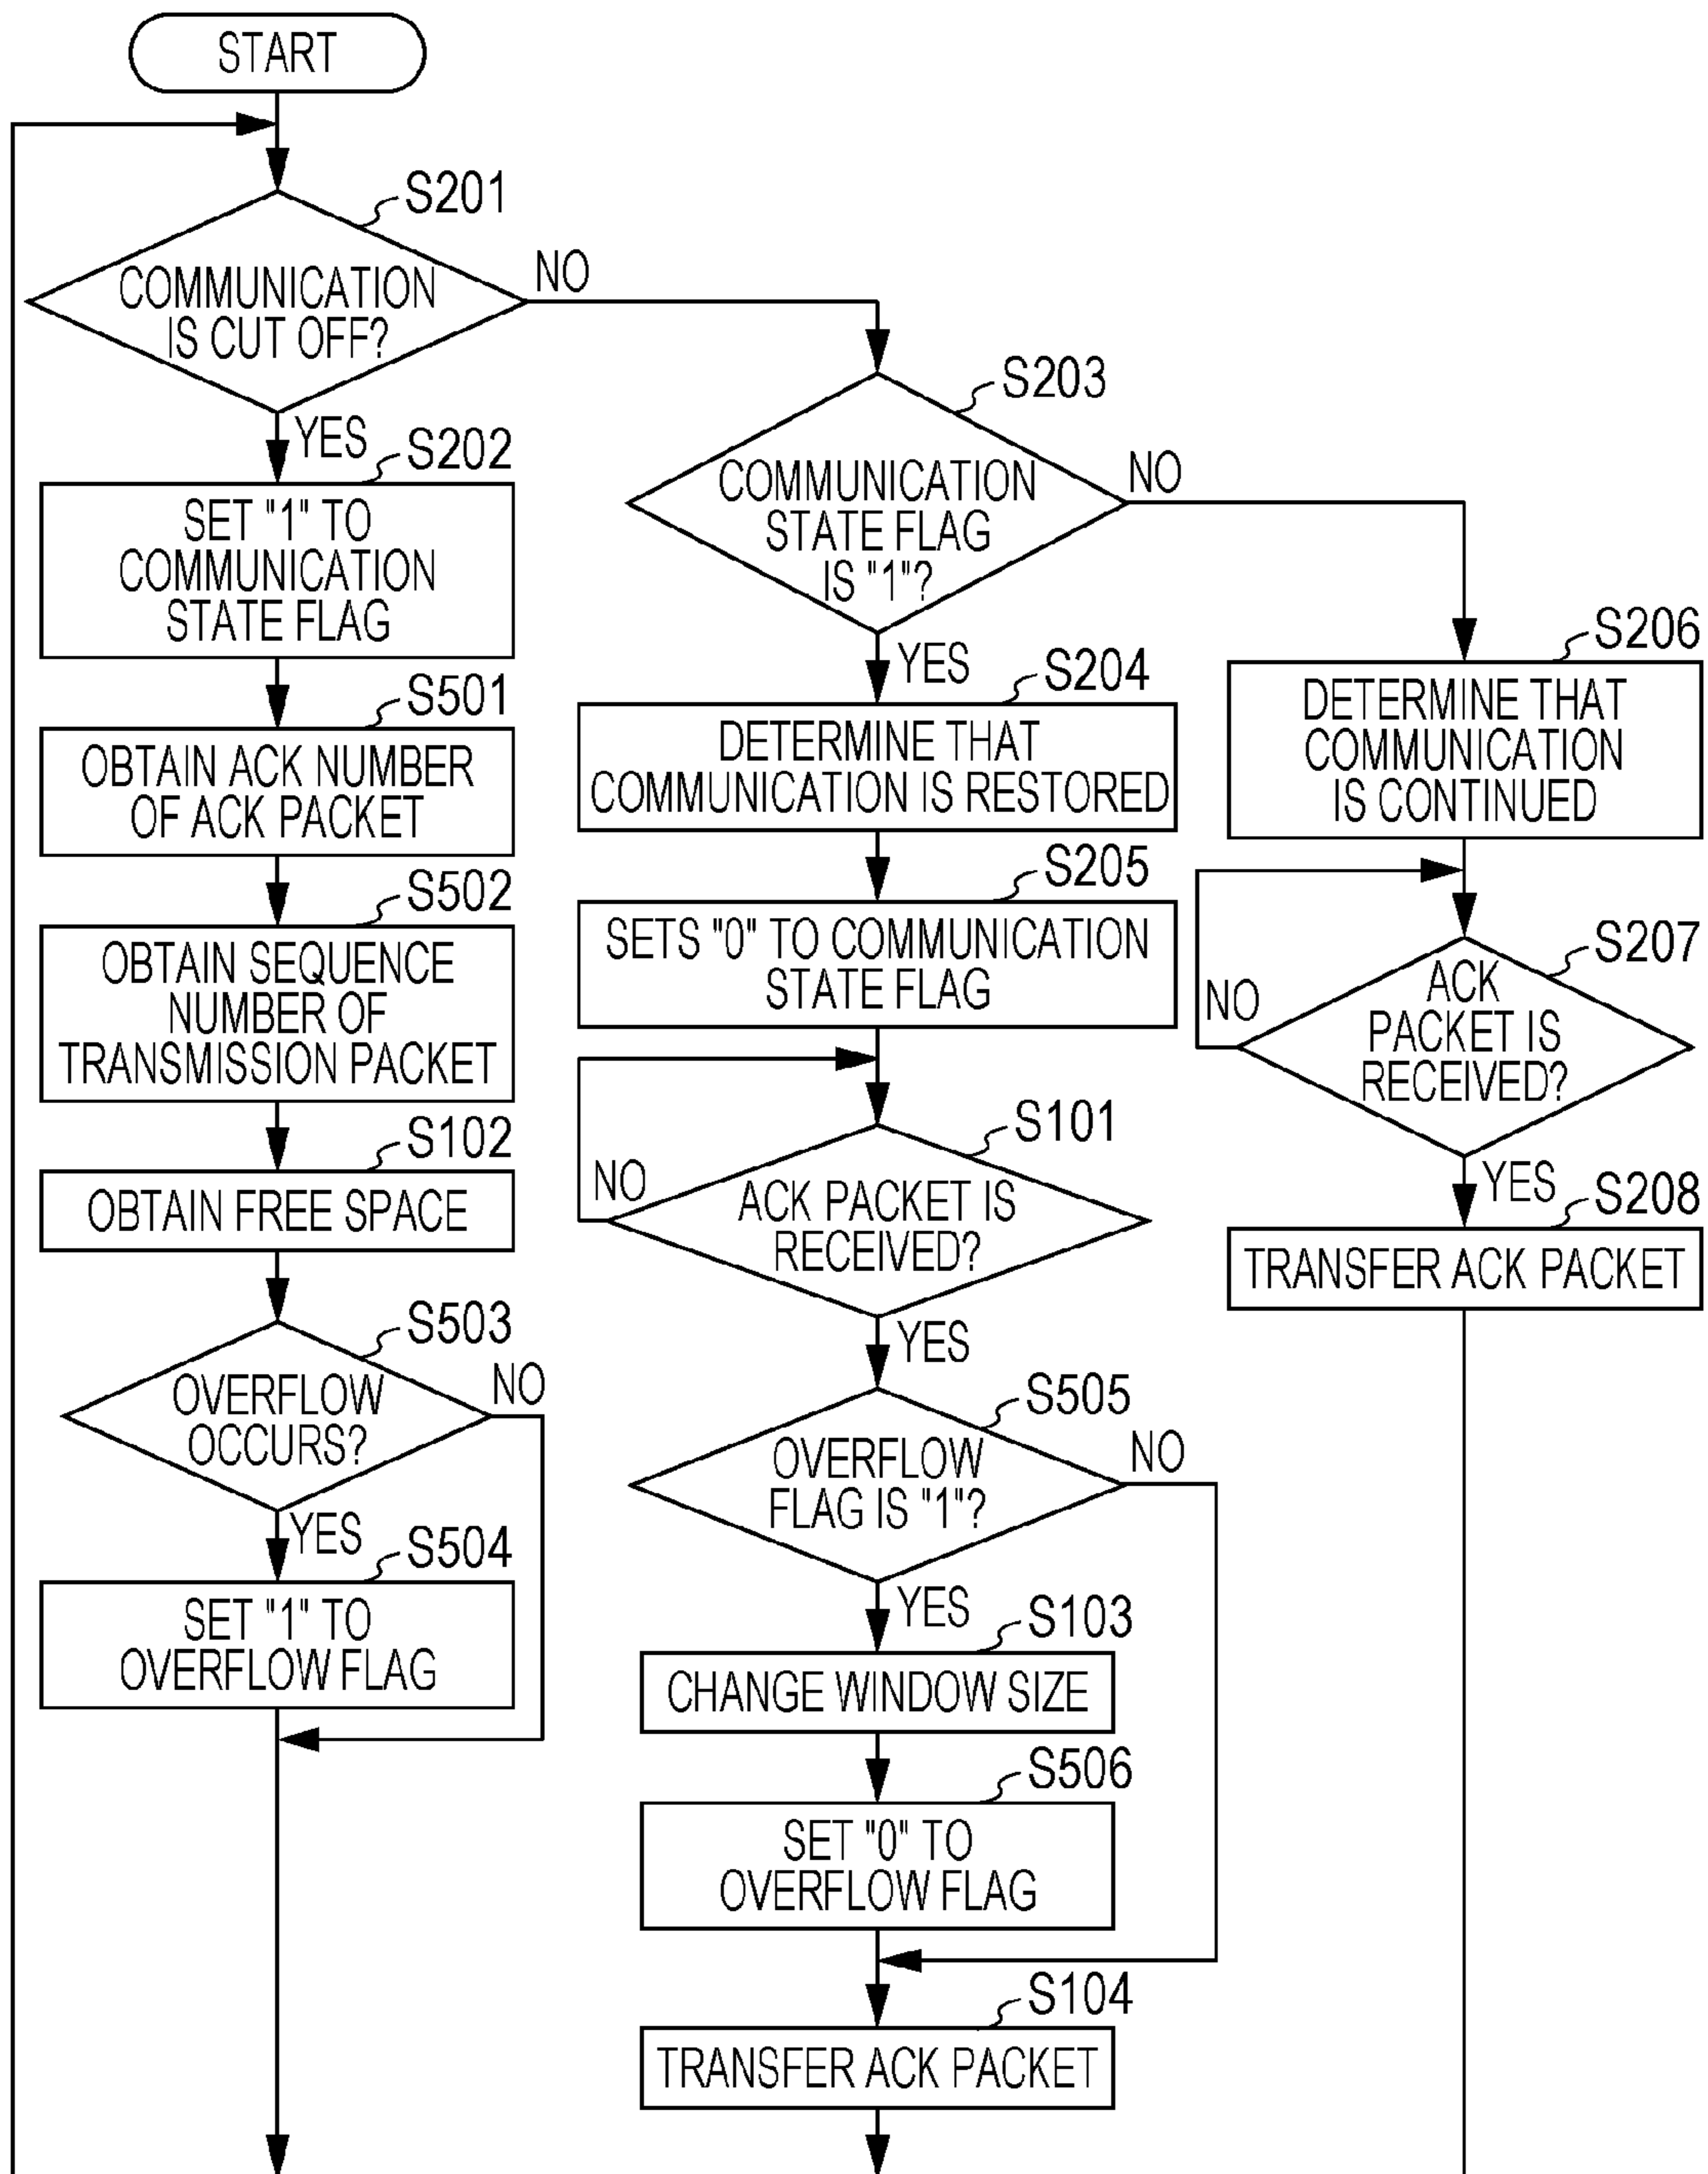 START
S201
COMMUNICATION
IS CUT OFF?
NO
YES
S202
SET "1" TO
COMMUNICATION
STATE FLAG
S501
OBTAIN ACK NUMBER
OF ACK PACKET
S502
OBTAIN SEQUENCE
NUMBER OF
TRANSMISSION PACKET
S102
OBTAIN FREE SPACE
S503
OVERFLOW
OCCURS?
NO
YES
S504
SET "1" TO
OVERFLOW FLAG
S203
COMMUNICATION
STATE FLAG
IS "1"?
NO
YES
S204
DETERMINE THAT
COMMUNICATION IS RESTORED
S205
SETS "0" TO COMMUNICATION
STATE FLAG
S101
NO
ACK PACKET IS
RECEIVED?
YES
S505
OVERFLOW
FLAG IS "1"?
NO
YES
S103
CHANGE WINDOW SIZE
S506
SET "0" TO
OVERFLOW FLAG
S104
TRANSFER ACK PACKET
S206
DETERMINE THAT
COMMUNICATION
IS CONTINUED
S207
NO
ACK
PACKET IS
RECEIVED?
YES
S208
TRANSFER ACK PACKET